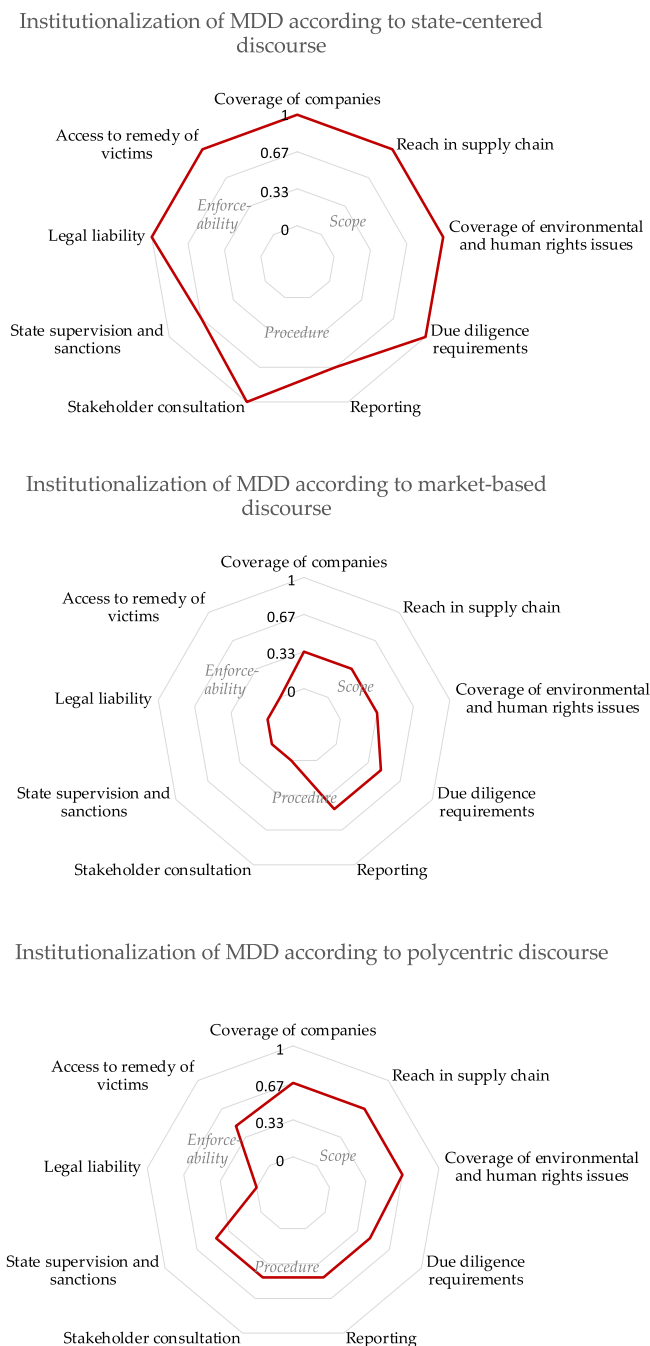 Institutionalization of MDD according to state-centered
discourse
Coverage of companies
1
Access to remedy of
victims
Reach in supply chain
0.67
0.33
Enforce-
ability
Scope
0
Legal liability
Coverage of environmental
and human rights issues
State supervision and
sanctions
Procedure
Due diligence
requirements
Stakeholder consultation
Reporting
Institutionalization of MDD according to market-based
discourse
Coverage of companies
1
Access to remedy of
victims
Reach in supply chain
0.67
0.33
Enforce-
ability
Scope
0
Legal liability
Coverage of environmental
and human rights issues
State supervision and
sanctions
Procedure
Due diligence
requirements
Stakeholder consultation
Reporting
Institutionalization of MDD according to polycentric discourse
Coverage of companies
1
Access to remedy of
victims
Reach in supply chain
0.67
0.33
Enforce-
ability
Scope
0
Legal liability
Coverage of environmental
and human rights issues
State supervision and
sanctions
Procedure
Due diligence
requirements
Stakeholder consultation
Reporting